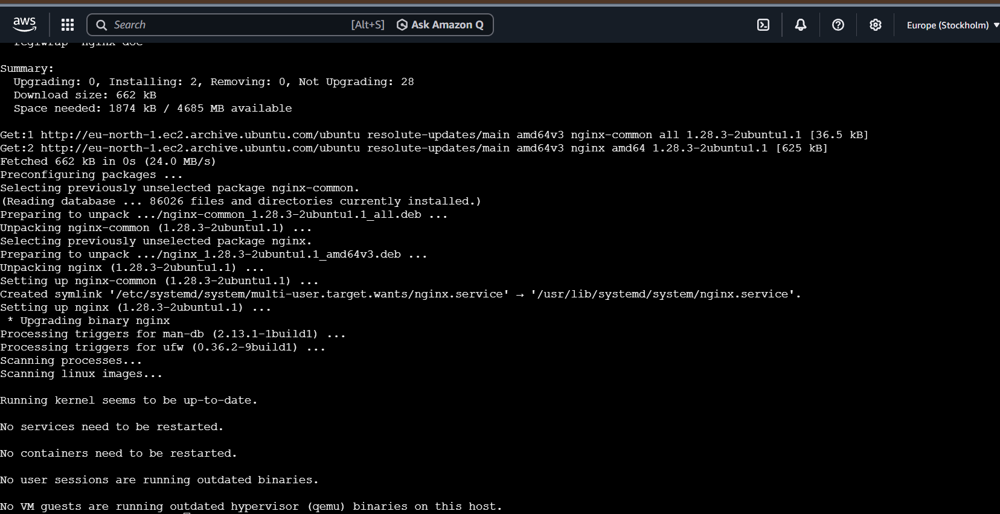 aws
Search [Alt+S] Ask Amazon Q Europe (Stockholm)
Summary:
Upgrading: 0, Installing: 2, Removing: 0, Not Upgrading: 28
Download size: 662 kB
Space needed: 1874 kB / 4685 MB available
Get:1 http://eu-north-1.ec2.archive.ubuntu.com/ubuntu resolute-updates/main amd64v3 nginx-common all 1.28.3-2ubuntu1.1 [36.5 kB]
Get:2 http://eu-north-1.ec2.archive.ubuntu.com/ubuntu resolute-updates/main amd64v3 nginx amd64 1.28.3-2ubuntu1.1 [625 kB]
Fetched 662 kB in 0s (24.0 MB/s)
Preconfiguring packages ...
Selecting previously unselected package nginx-common.
(Reading database ... 86026 files and directories currently installed.)
Preparing to unpack .../nginx-common_1.28.3-2ubuntu1.1_all.deb ...
Unpacking nginx-common (1.28.3-2ubuntu1.1) ...
Selecting previously unselected package nginx.
Preparing to unpack .../nginx_1.28.3-2ubuntu1.1_amd64v3.deb ...
Unpacking nginx (1.28.3-2ubuntu1.1) ...
Setting up nginx-common (1.28.3-2ubuntu1.1) ...
Created symlink '/etc/systemd/system/multi-user.target.wants/nginx.service' → '/usr/lib/systemd/system/nginx.service'.
Setting up nginx (1.28.3-2ubuntu1.1) ...
* Upgrading binary nginx
Processing triggers for man-db (2.13.1-1build1) ...
Processing triggers for ufw (0.36.2-9build1) ...
Scanning processes...
Scanning linux images...
Running kernel seems to be up-to-date.
No services need to be restarted.
No containers need to be restarted.
No user sessions are running outdated binaries.
No VM guests are running outdated hypervisor (qemu) binaries on this host.